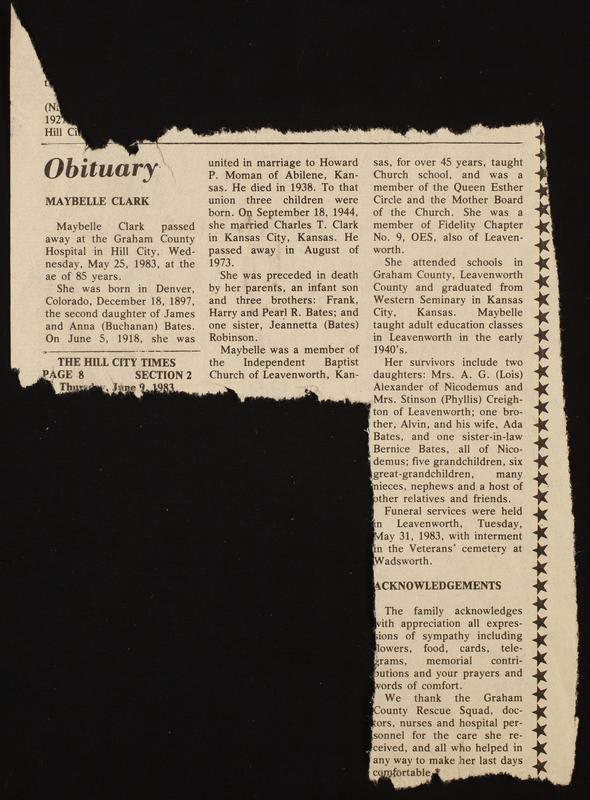 (N
192
Hill Ci
Obituary
MAYBELLE CLARK
Maybelle Clark passed
away at the Graham County
Hospital in Hill City, Wed-
nesday, May 25, 1983, at the
ae of 85 years.
She was born in Denver,
Colorado, December 18, 1897,
the second daughter of James
and Anna (Buchanan) Bates.
On June 5, 1918, she was
THE HILL CITY TIMES
PAGE 8 SECTION 2
Thursday, June 9, 1983
united in marriage to Howard
P. Moman of Abilene, Kan-
sas. He died in 1938. To that
union three children were
born. On September 18, 1944,
she married Charles T. Clark
in Kansas City, Kansas. He
passed away in August of
1973.
She was preceded in death
by her parents, an infant son
and three brothers: Frank,
Harry and Pearl R. Bates; and
one sister, Jeannetta (Bates)
Robinson.
Maybelle was a member of
the Independent Baptist
Church of Leavenworth, Kan-
sas, for over 45 years, taught
Church school, and was a
member of the Queen Esther
Circle and the Mother Board
of the Church. She was a
member of Fidelity Chapter
No. 9, OES, also of Leaven-
worth.
She attended schools in
Graham County, Leavenworth
County and graduated from
Western Seminary in Kansas
City, Kansas. Maybelle
taught adult education classes
in Leavenworth in the early
1940's.
Her survivors include two
daughters: Mrs. A. G. (Lois)
Alexander of Nicodemus and
Mrs. Stinson (Phyllis) Creigh-
ton of Leavenworth; one bro-
ther, Alvin, and his wife, Ada
Bates, and one sister-in-law
Bernice Bates, all of Nico-
demus; five grandchildren, six
great-grandchildren, many
nieces, nephews and a host of
other relatives and friends.
Funeral services were held
in Leavenworth, Tuesday,
May 31, 1983, with interment
in the Veterans' cemetery at
Wadsworth.
ACKNOWLEDGEMENTS
The family acknowledges
with appreciation all expres-
sions of sympathy including
flowers, food, cards, tele-
grams, memorial contri-
butions and your prayers and
words of comfort.
We thank the Graham
County Rescue Squad, doc-
tors, nurses and hospital per-
sonnel for the care she re-
ceived, and all who helped in
any way to make her last days
comfortable.*